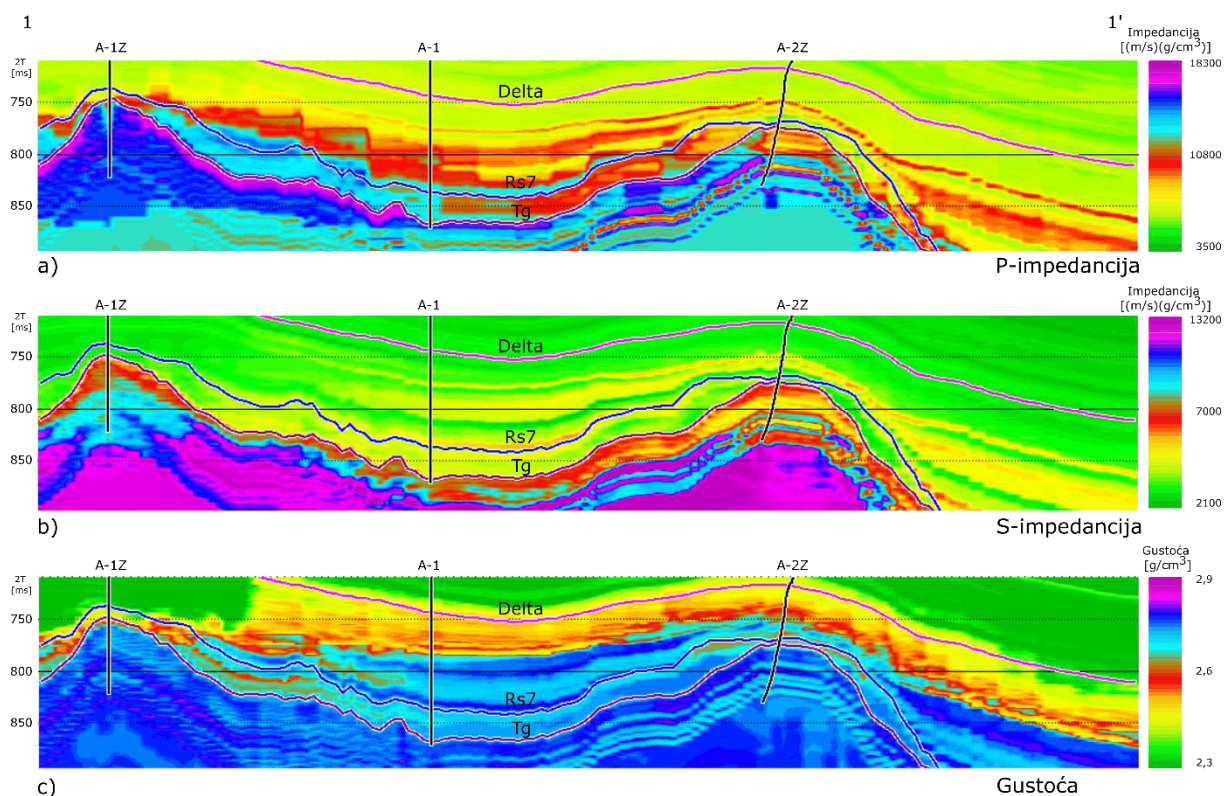 1 1'
A-1Z A-1 A-2Z
Impedancija
[(m/s)(g/cm³)]
2T
[ms]
18300
Delta
750
800
10800
Rs7
850
Tg
3500
a) P-impedancija
A-1Z A-1 A-2Z
Impedancija
[(m/s)(g/cm³)]
2T
[ms]
13200
Delta
750
800
7000
Rs7
850
Tg
2100
b) S-impedancija
A-1Z A-1 A-2Z
Gustoća
[g/cm³]
2T
[ms]
2,9
Delta
750
800
2,6
Rs7
850
Tg
2,3
c) Gustoća